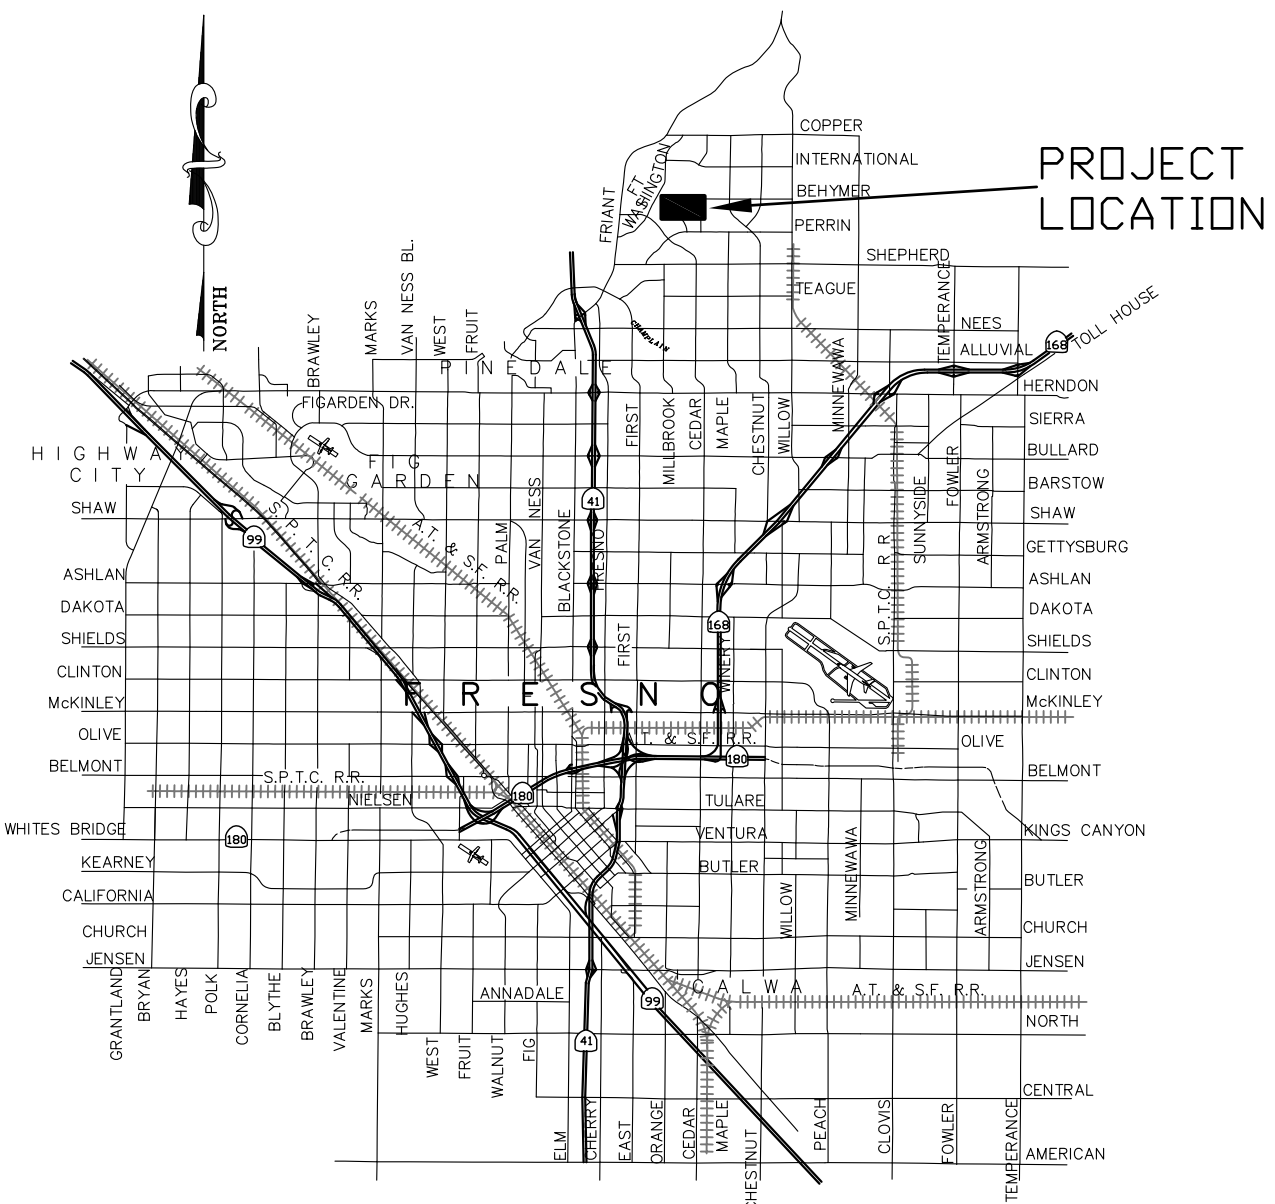 COPPER
INTERNATIONAL
BEHYMER
PERRIN
PROJECT
LOCATION
FT
WASHINGTON
FRIANT
NORTH
SHEPHERD
TEAGUE
TEMPERANCE
NEES
ALLUVIAL
168
TOLL HOUSE
CHAMPLAIN
BRAWLEY
MARKS
VAN NESS BL.
WEST
FRUIT
PINEDALE
HERNDON
FIGARDEN DR.
FIRST
MILLBROOK
CEDAR
MAPLE
CHESTNUT
WILLOW
MINNEWAWA
SIERRA
BULLARD
BARSTOW
SHAW
GETTYSBURG
ASHLAN
DAKOTA
SHIELDS
CLINTON
McKINLEY
OLIVE
BELMONT
KINGS CANYON
BUTLER
CHURCH
JENSEN
NORTH
CENTRAL
AMERICAN
HIGHWAY
CITY
FIG
GARDEN
SHAW
99
S.P.T.C. R.R.
A.T. & S.F. R.R.
PALM
VAN NESS
BLACKSTONE
41
FRESNO
SUNNYSIDE
FOWLER
ARMSTRONG
S.P.T.C. R.R
ASHLAN
DAKOTA
SHIELDS
CLINTON
McKINLEY
OLIVE
BELMONT
FIRST
168
WINERY
FRESNO
T. & S.F. R.R.
180
S.P.T.C. R.R.
NIELSEN
180
TULARE
VENTURA
BUTLER
WHITES BRIDGE
180
KEARNEY
CALIFORNIA
CHURCH
JENSEN
WILLOW
MINNEWAWA
ARMSTRONG
GRANTLAND
BRYAN
HAYES
POLK
CORNELIA
BLYTHE
BRAWLEY
VALENTINE
MARKS
HUGHES
ANNADALE
CALWA
A.T. & S.F. R.R.
99
41
WEST
FRUIT
WALNUT
FIG
ELM
CHERRY
EAST
ORANGE
CEDAR
MAPLE
CHESTNUT
PEACH
CLOVIS
FOWLER
TEMPERANCE